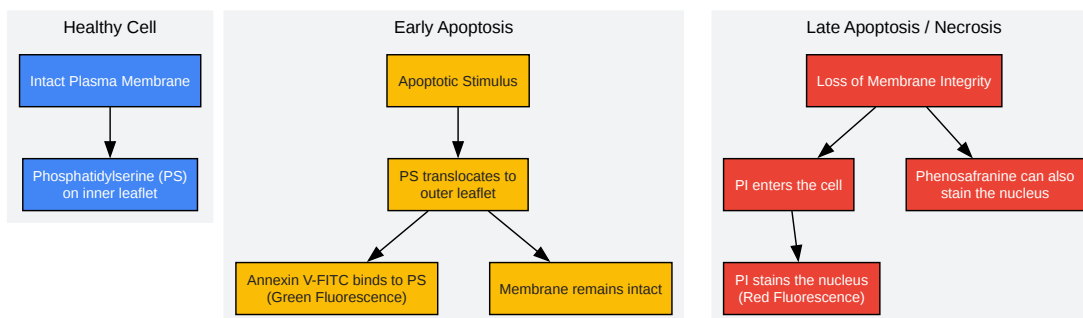 Healthy Cell
Intact Plasma Membrane
Phosphatidylserine (PS)
on inner leaflet
Early Apoptosis
Apoptotic Stimulus
PS translocates to
outer leaflet
Annexin V-FITC binds to PS
(Green Fluorescence)
Membrane remains intact
Late Apoptosis / Necrosis
Loss of Membrane Integrity
PI enters the cell
Phenosafranine can also
stain the nucleus
PI stains the nucleus
(Red Fluorescence)